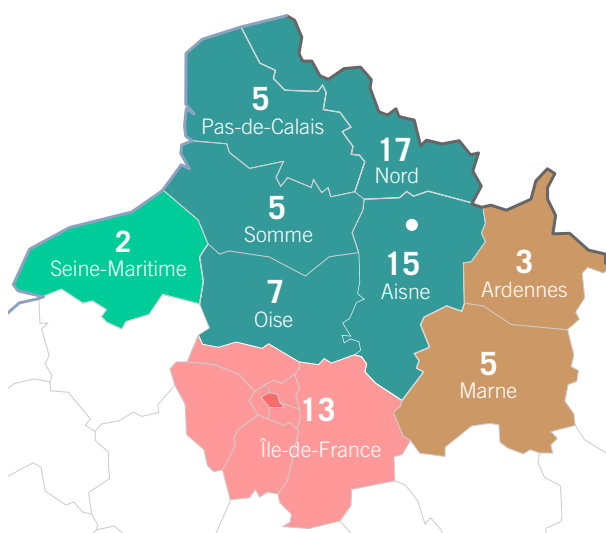 5
Pas-de-Calais
17
Nord
5
Somme
2
Seine-Maritime
15
Aisne
3
Ardennes
7
Oise
5
Marne
13
Île-de-France